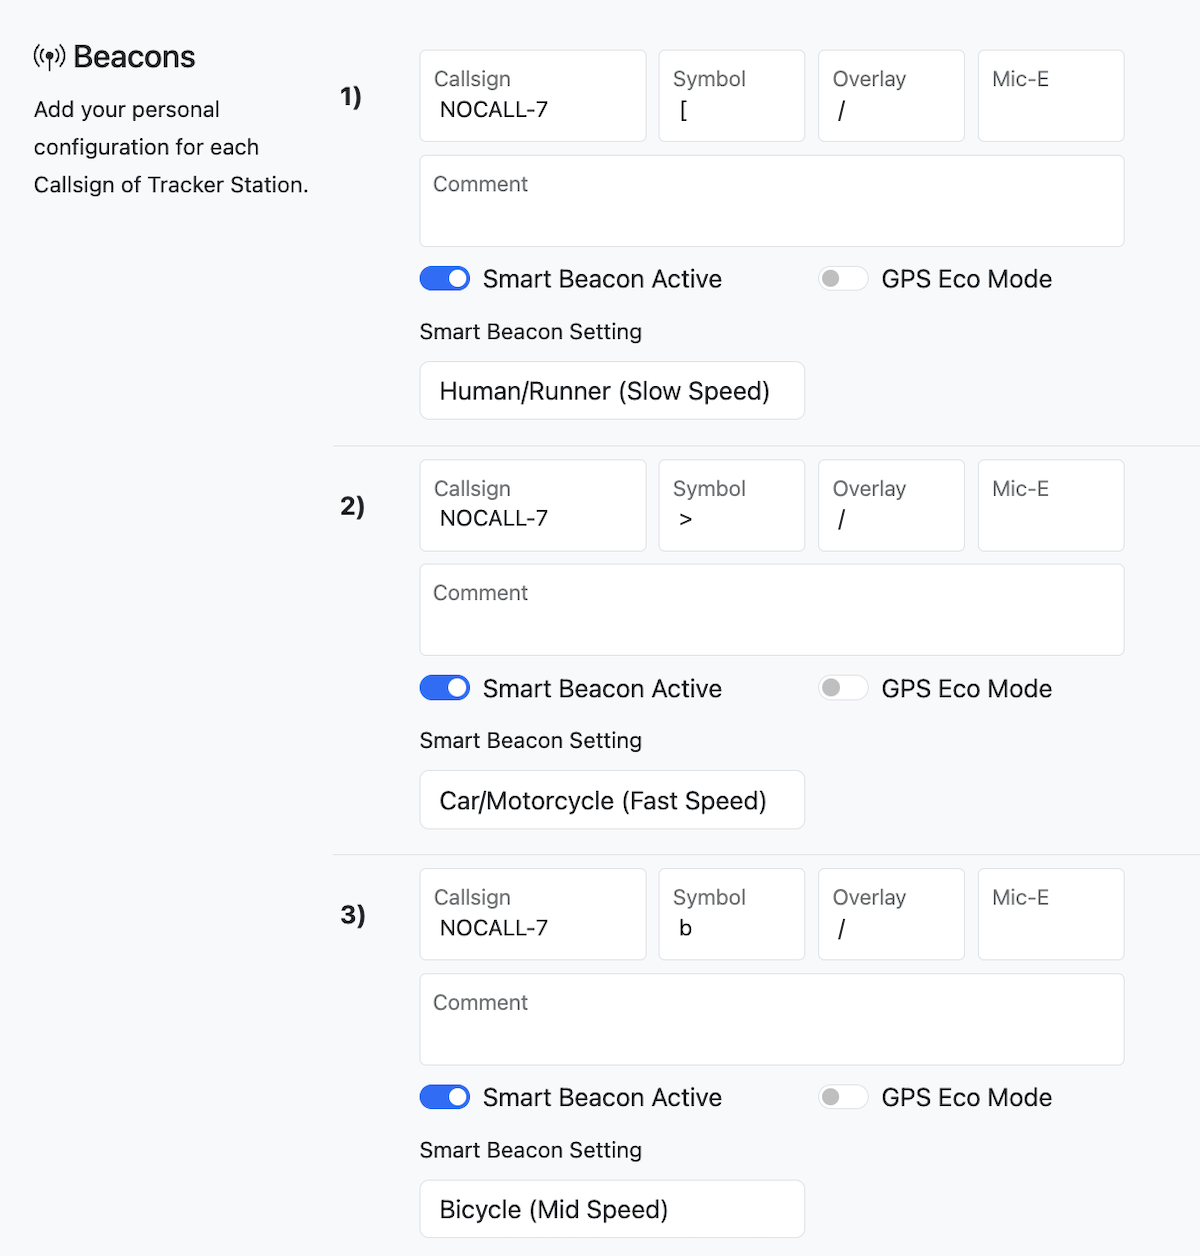 Beacons
Add your personal
configuration for each
Callsign of Tracker Station.
1)
Callsign
NOCALL-7
Symbol
[
Overlay
/
Mic-E
Comment
Smart Beacon Active
GPS Eco Mode
Smart Beacon Setting
Human/Runner (Slow Speed)
2)
Callsign
NOCALL-7
Symbol
>
Overlay
/
Mic-E
Comment
Smart Beacon Active
GPS Eco Mode
Smart Beacon Setting
Car/Motorcycle (Fast Speed)
3)
Callsign
NOCALL-7
Symbol
b
Overlay
/
Mic-E
Comment
Smart Beacon Active
GPS Eco Mode
Smart Beacon Setting
Bicycle (Mid Speed)